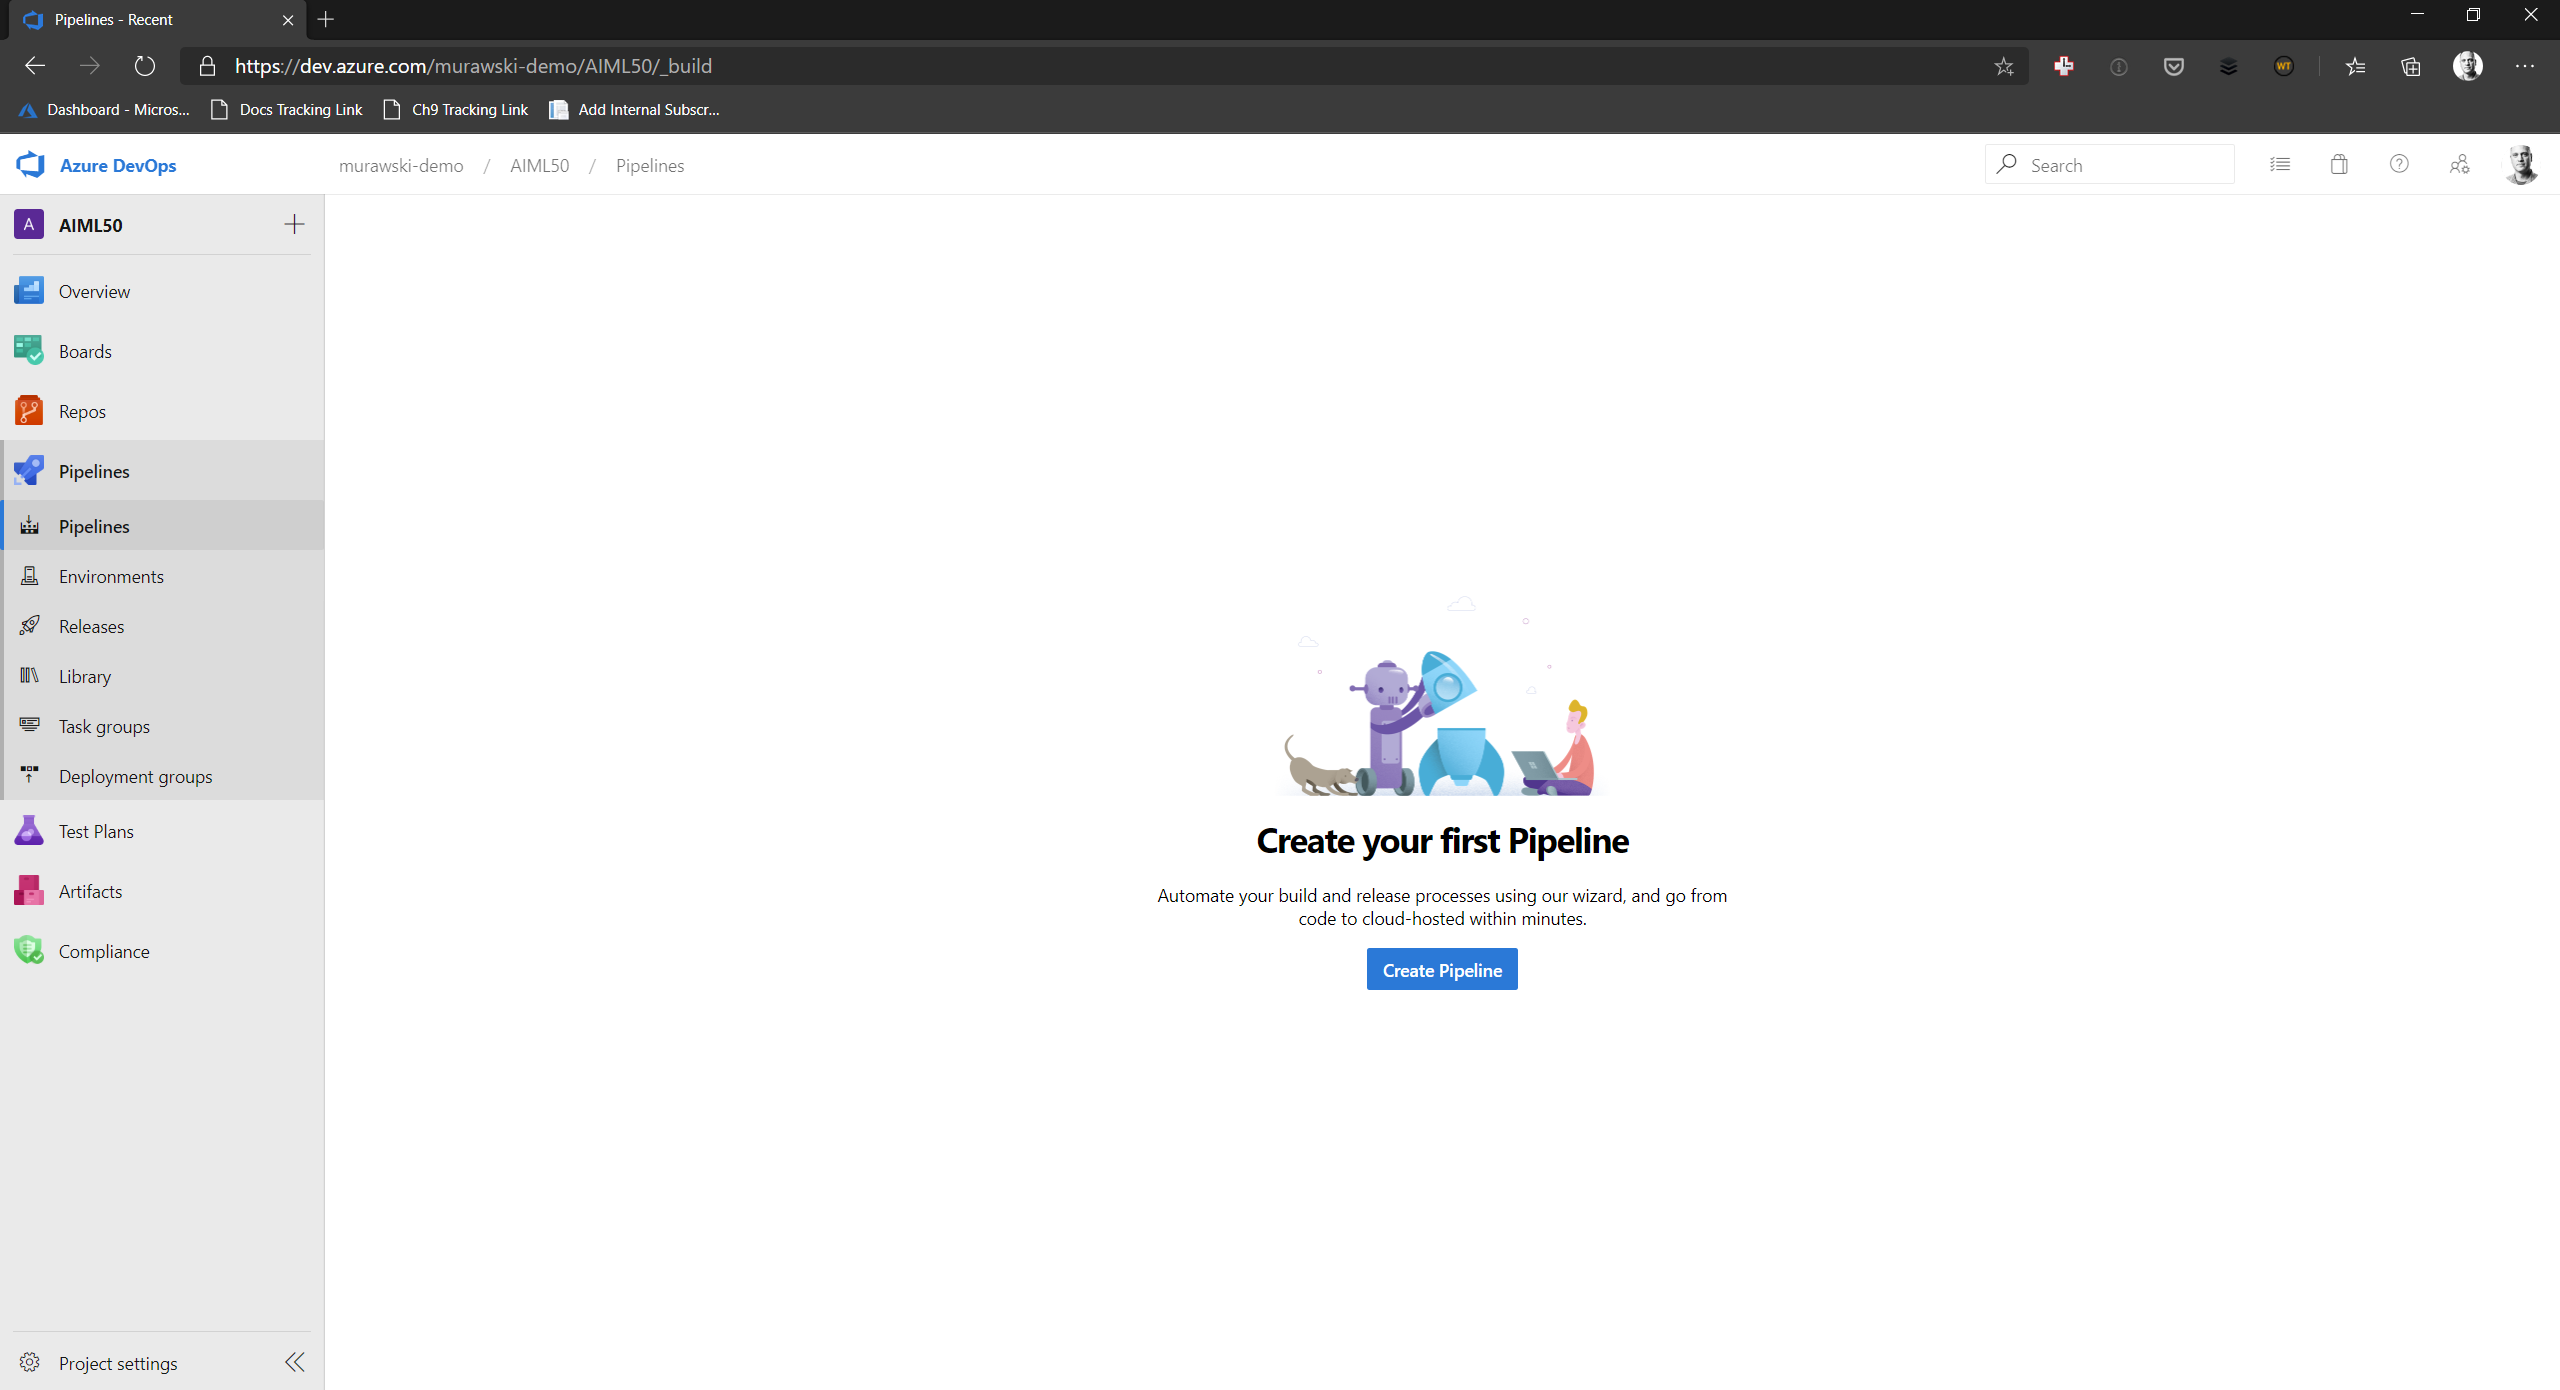 Pipelines - Recent
https://dev.azure.com/murawski-demo/AIML50/_build
WT
Dashboard - Micros...
Docs Tracking Link
Ch9 Tracking Link
Add Internal Subscr...
Azure DevOps
murawski-demo / AIML50 / Pipelines
Search
A AIML50
Overview
Boards
Repos
Pipelines
Pipelines
Environments
Releases
Library
Task groups
Deployment groups
Test Plans
Artifacts
Compliance
Create your first Pipeline
Automate your build and release processes using our wizard, and go from
code to cloud-hosted within minutes.
Create Pipeline
Project settings